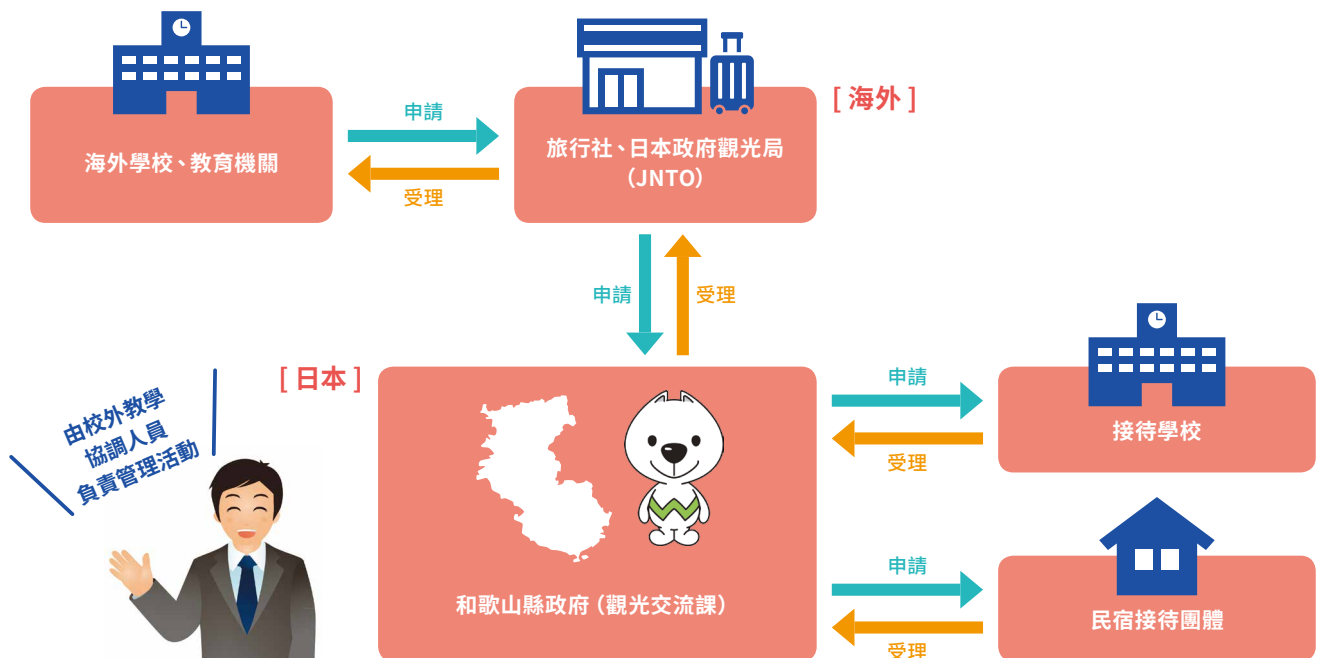 申請
海外學校、教育機關
受理
旅行社、日本政府觀光局
（JNTO）
[ 海外 ]
申請
受理
[ 日本 ]
由校外教學
協調人員
負責管理活動
和歌山縣政府（觀光交流課）
申請
受理
接待學校
申請
受理
民宿接待團體